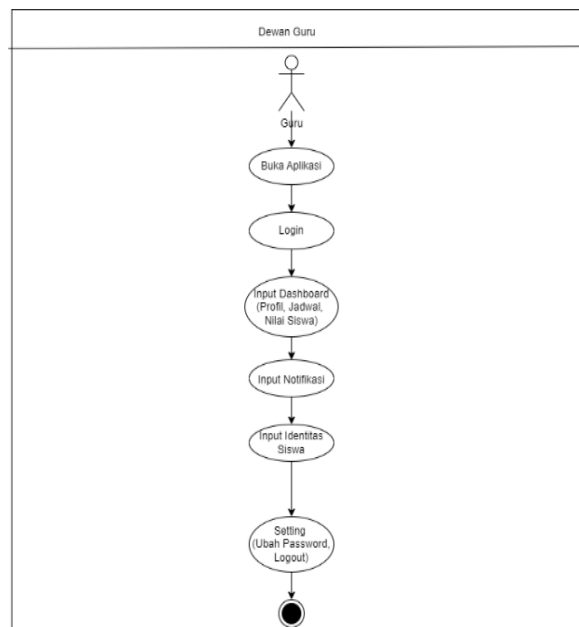 Dewan Guru
Guru
Buka Aplikasi
Login
Input Dashboard
(Profil, Jadwal,
Nilai Siswa)
Input Notifikasi
Input Identitas
Siswa
Setting
(Ubah Password,
Logout)